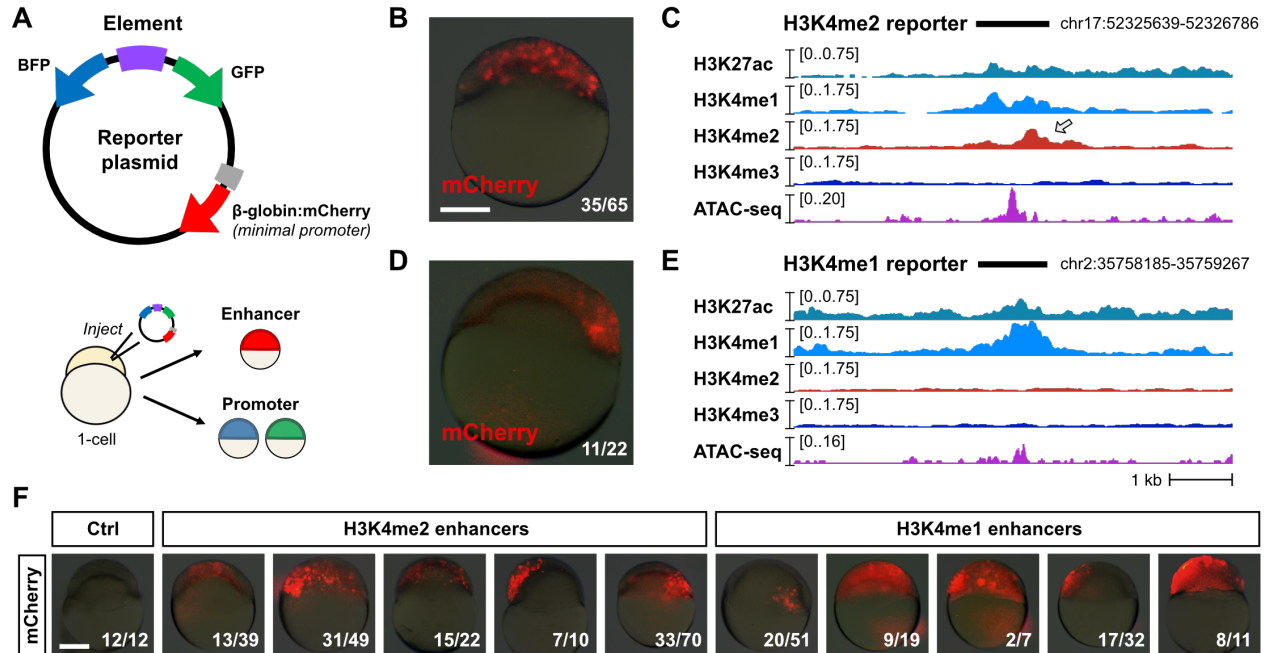 A
Element
BFP
GFP
Reporter
plasmid
β-globin:mCherry
(minimal promoter)
Inject
1-cell
Enhancer
Promoter
B
mCherry
35/65
C
H3K4me2 reporter
chr17:52325639-52326786
H3K27ac
[0..0.75]
H3K4me1
[0..1.75]
H3K4me2
[0..1.75]
H3K4me3
[0..1.75]
ATAC-seq
[0..20]
D
mCherry
11/22
E
H3K4me1 reporter
chr2:35758185-35759267
H3K27ac
[0..0.75]
H3K4me1
[0..1.75]
H3K4me2
[0..1.75]
H3K4me3
[0..1.75]
ATAC-seq
[0..16]
1 kb
F
Ctrl
H3K4me2 enhancers
H3K4me1 enhancers
mCherry
12/12
13/39
31/49
15/22
7/10
33/70
20/51
9/19
2/7
17/32
8/11